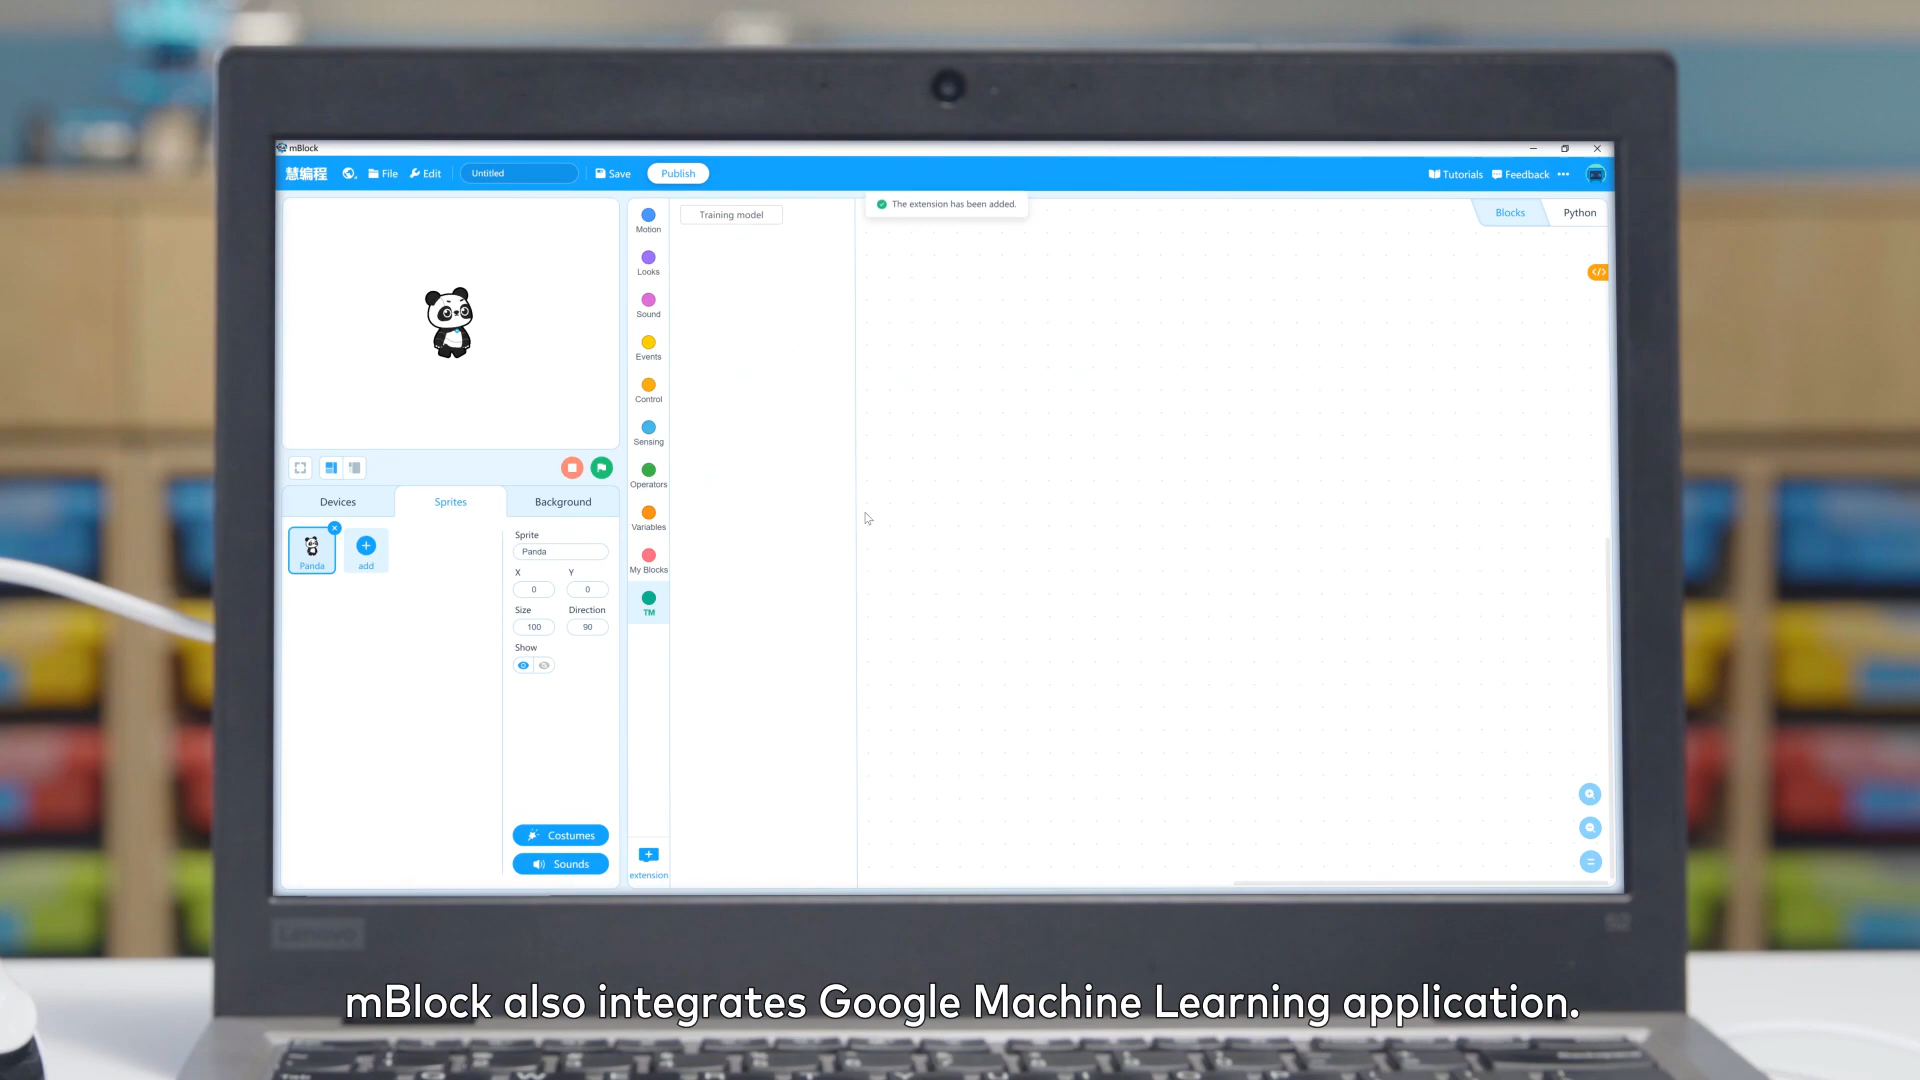 mBlock
慧编程
File
Edit
Untitled
Save
Publish
Tutorials
Feedback
The extension has been added.
Training model
Blocks
Python
Motion
Looks
Sound
Events
Control
Sensing
Operators
Variables
My Blocks
TM
extension
Devices
Sprites
Background
Panda
add
Sprite
Panda
X
Y
0
0
Size
Direction
100
90
Show
Costumes
Sounds
Lenovo
mBlock also integrates Google Machine Learning application.